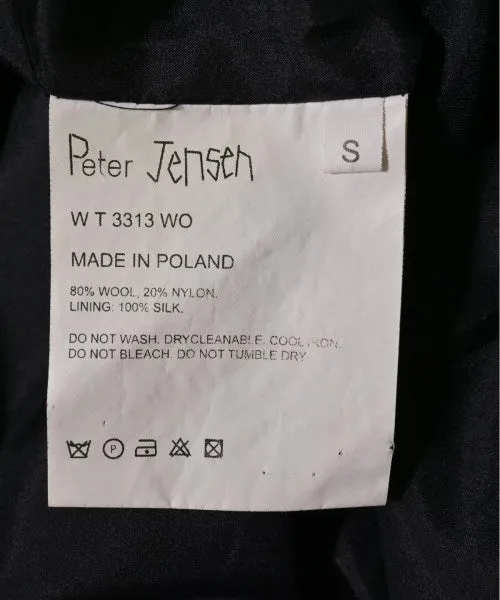 Peter Jensen
S
W T 3313 WO
MADE IN POLAND
80% WOOL, 20% NYLON.
LINING: 100% SILK.
DO NOT WASH. DRYCLEANABLE. COOL IRON.
DO NOT BLEACH. DO NOT TUMBLE DRY
P